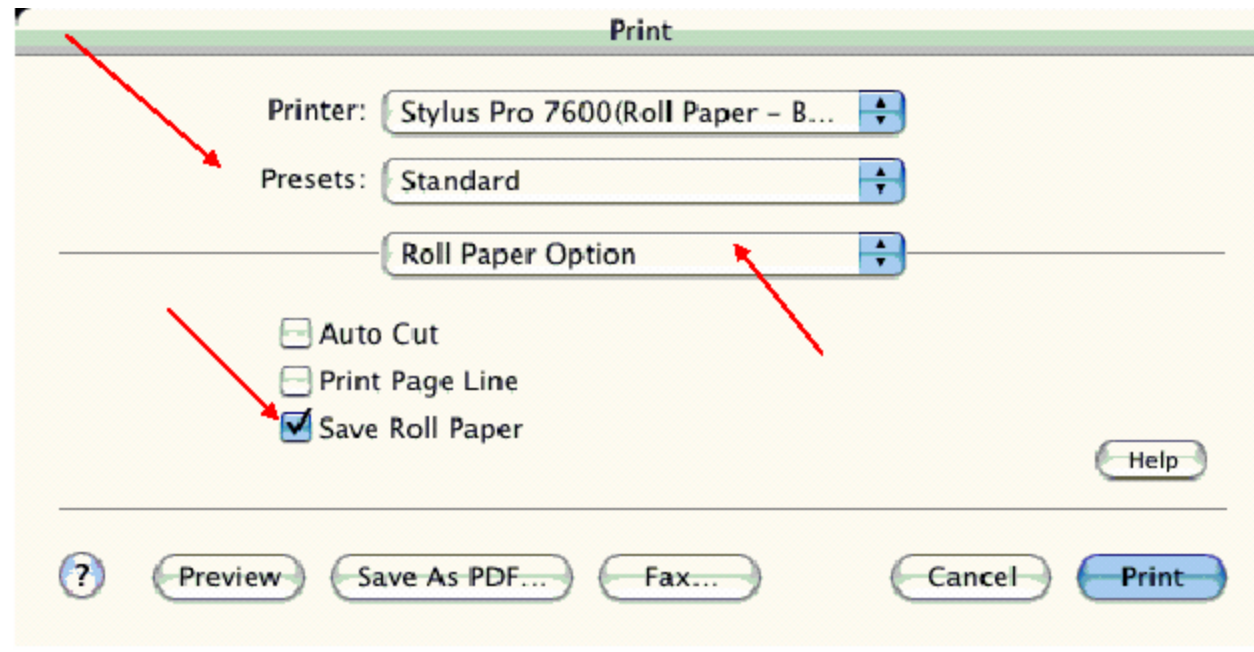 Print
Printer: Stylus Pro 7600(Roll Paper – B...
Presets: Standard
Roll Paper Option
Auto Cut
Print Page Line
Save Roll Paper
Help
? Preview Save As PDF... Fax... Cancel Print